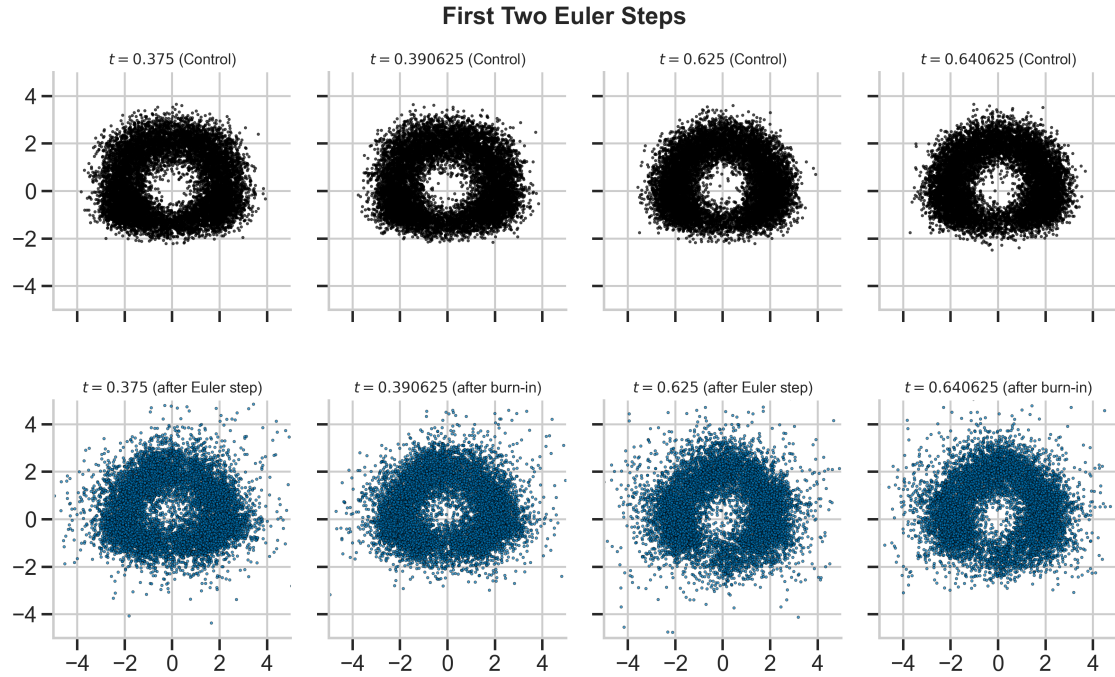 First Two Euler Steps
t = 0.375 (Control)
t = 0.390625 (Control)
t = 0.625 (Control)
t = 0.640625 (Control)
4
2
0
−2
−4
t = 0.375 (after Euler step)
t = 0.390625 (after burn-in)
t = 0.625 (after Euler step)
t = 0.640625 (after burn-in)
4
2
0
−2
−4
−4 −2 0 2 4
−4 −2 0 2 4
−4 −2 0 2 4
−4 −2 0 2 4